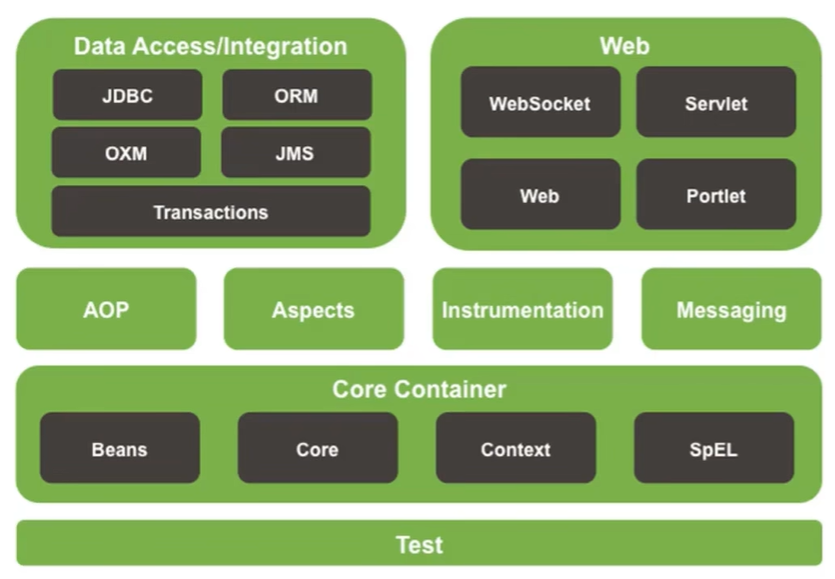 Data Access/Integration
JDBC
ORM
OXM
JMS
Transactions
Web
WebSocket
Servlet
Web
Portlet
AOP
Aspects
Instrumentation
Messaging
Core Container
Beans
Core
Context
SpEL
Test